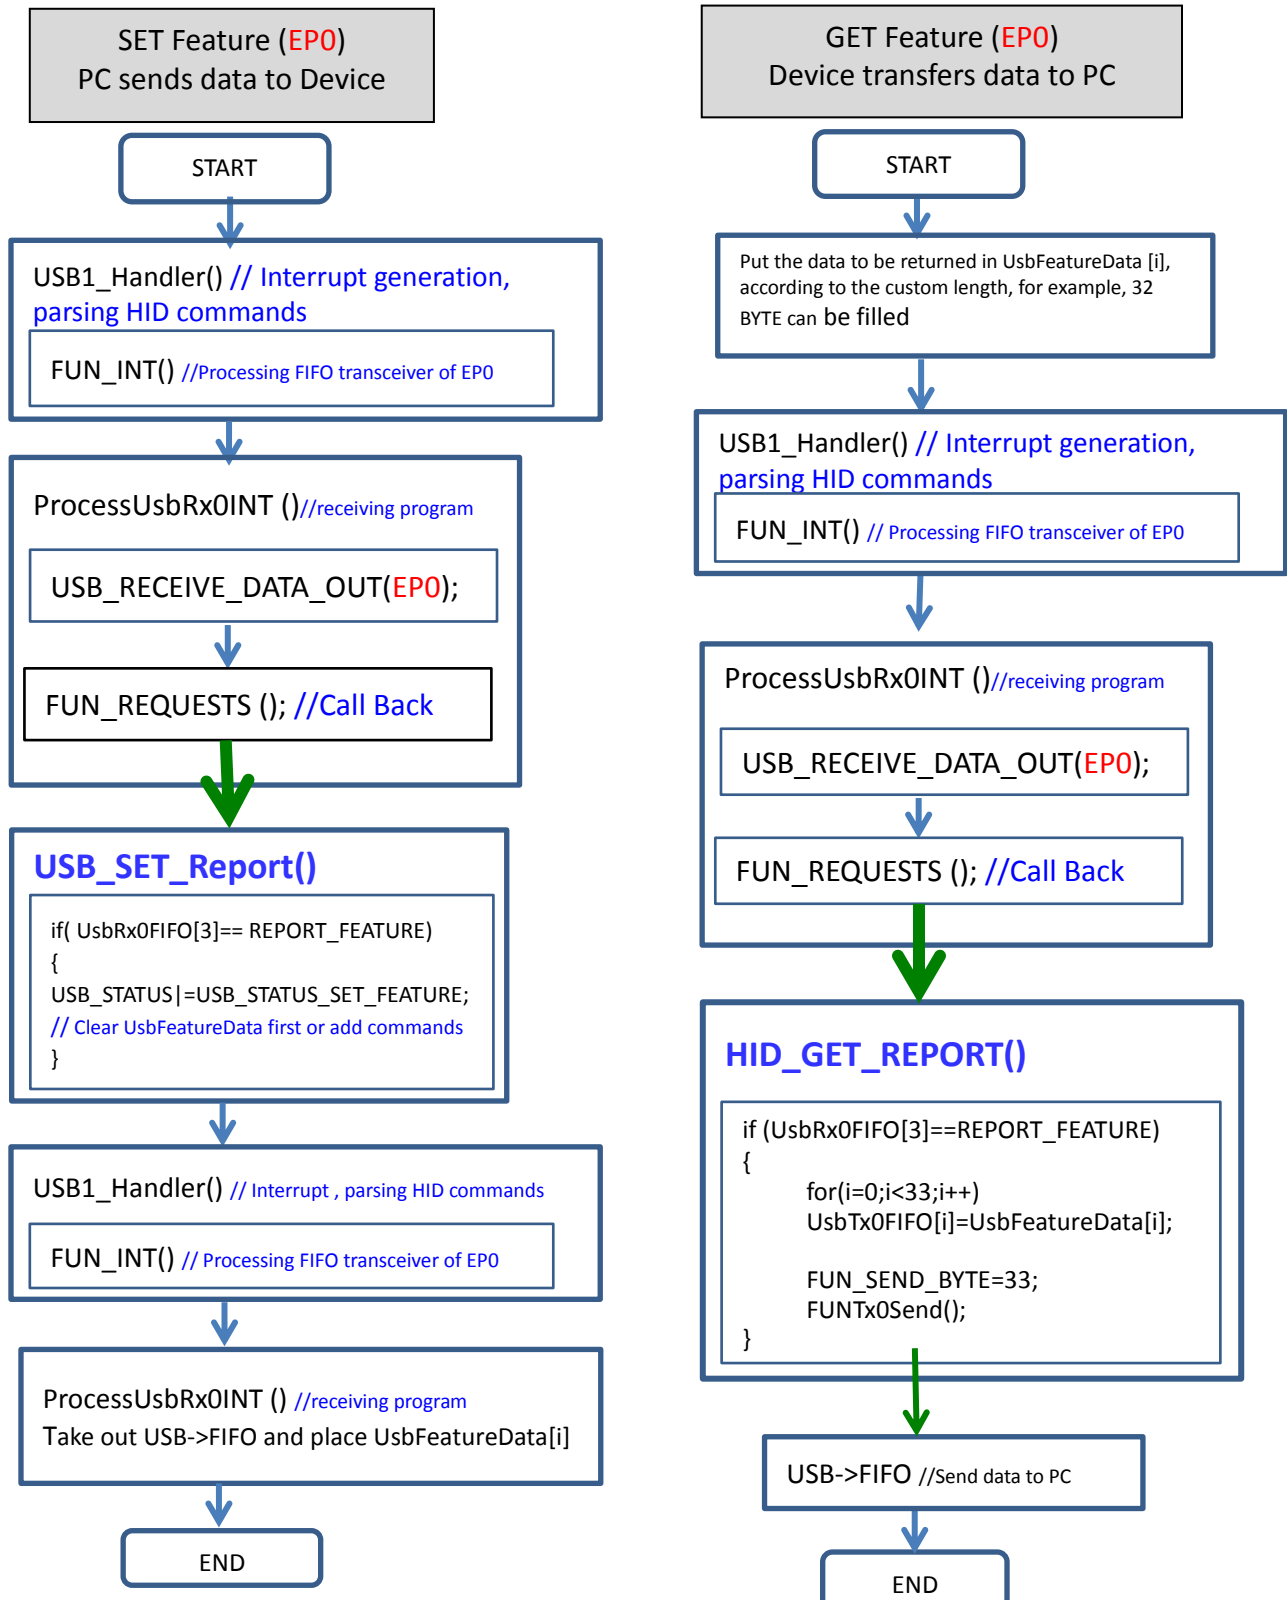 SET Feature (EP0)
PC sends data to Device
START
USB1_Handler() // Interrupt generation,
parsing HID commands
FUN_INT() //Processing FIFO transceiver of EP0
ProcessUsbRx0INT ()//receiving program
USB_RECEIVE_DATA_OUT(EP0);
FUN_REQUESTS (); //Call Back
USB_SET_Report()
if( UsbRx0FIFO[3]== REPORT_FEATURE)
{
USB_STATUS|=USB_STATUS_SET_FEATURE;
// Clear UsbFeatureData first or add commands
}
USB1_Handler() // Interrupt , parsing HID commands
FUN_INT() // Processing FIFO transceiver of EP0
ProcessUsbRx0INT () //receiving program
Take out USB->FIFO and place UsbFeatureData[i]
END
GET Feature (EP0)
Device transfers data to PC
START
Put the data to be returned in UsbFeatureData [i],
according to the custom length, for example, 32
BYTE can be filled
USB1_Handler() // Interrupt generation,
parsing HID commands
FUN_INT() // Processing FIFO transceiver of EP0
ProcessUsbRx0INT ()//receiving program
USB_RECEIVE_DATA_OUT(EP0);
FUN_REQUESTS (); //Call Back
HID_GET_REPORT()
if (UsbRx0FIFO[3]==REPORT_FEATURE)
{
for(i=0;i<33;i++)
UsbTx0FIFO[i]=UsbFeatureData[i];
FUN_SEND_BYTE=33;
FUNTx0Send();
}
USB->FIFO //Send data to PC
END